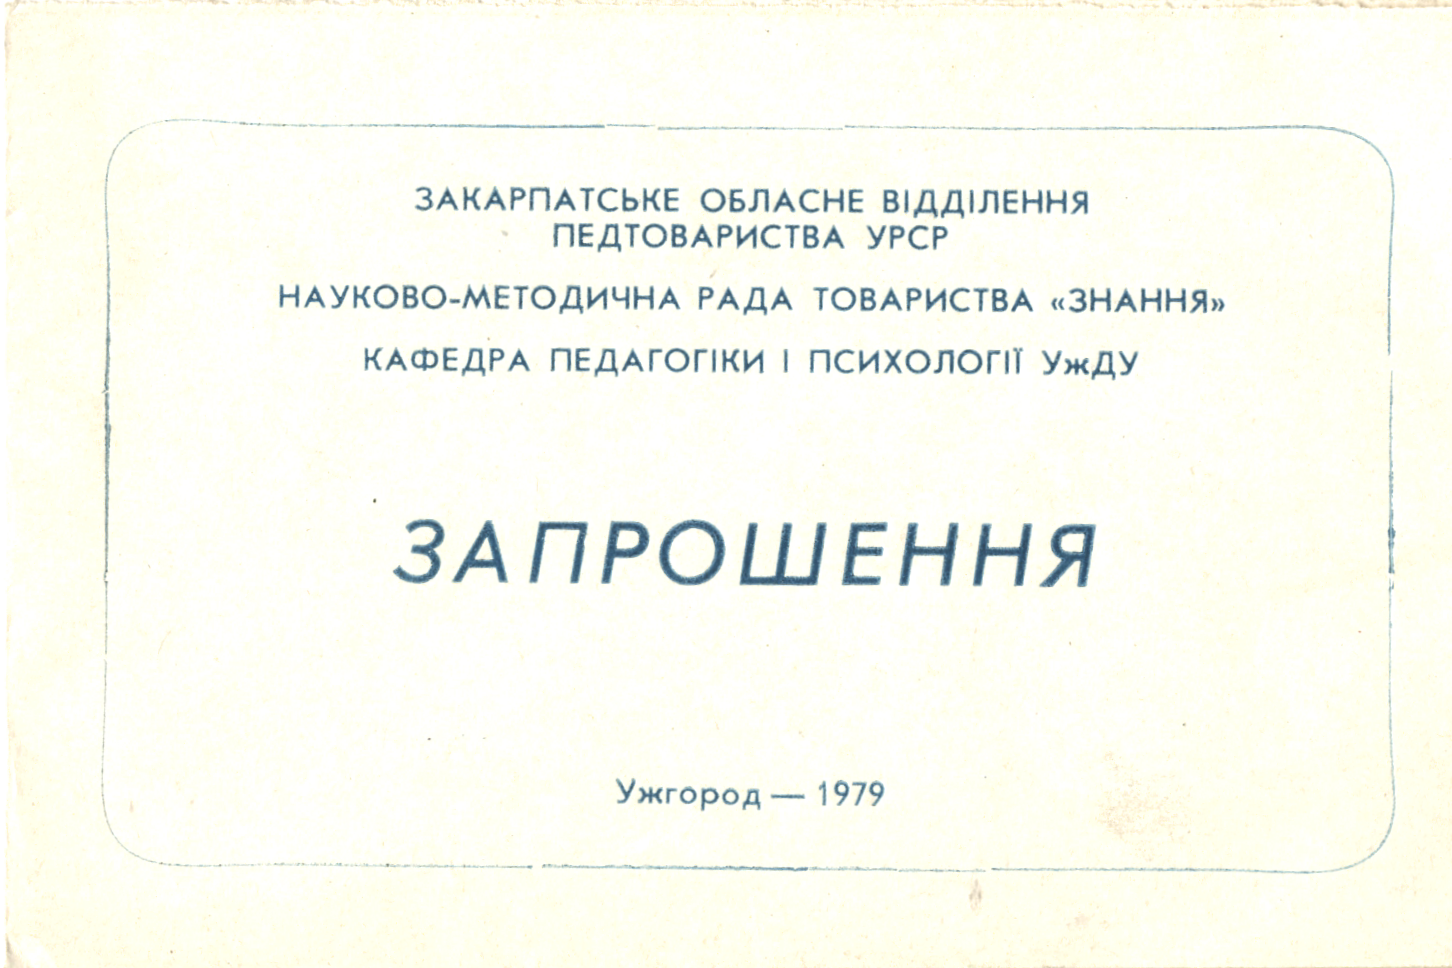 ЗАКАРПАТСЬКЕ ОБЛАСНЕ ВІДДІЛЕННЯ
ПЕДТОВАРИСТВА УРСР
НАУКОВО-МЕТОДИЧНА РАДА ТОВАРИСТВА «ЗНАННЯ»
КАФЕДРА ПЕДАГОГІКИ І ПСИХОЛОГІЇ УжДУ
ЗАПРОШЕННЯ
Ужгород — 1979